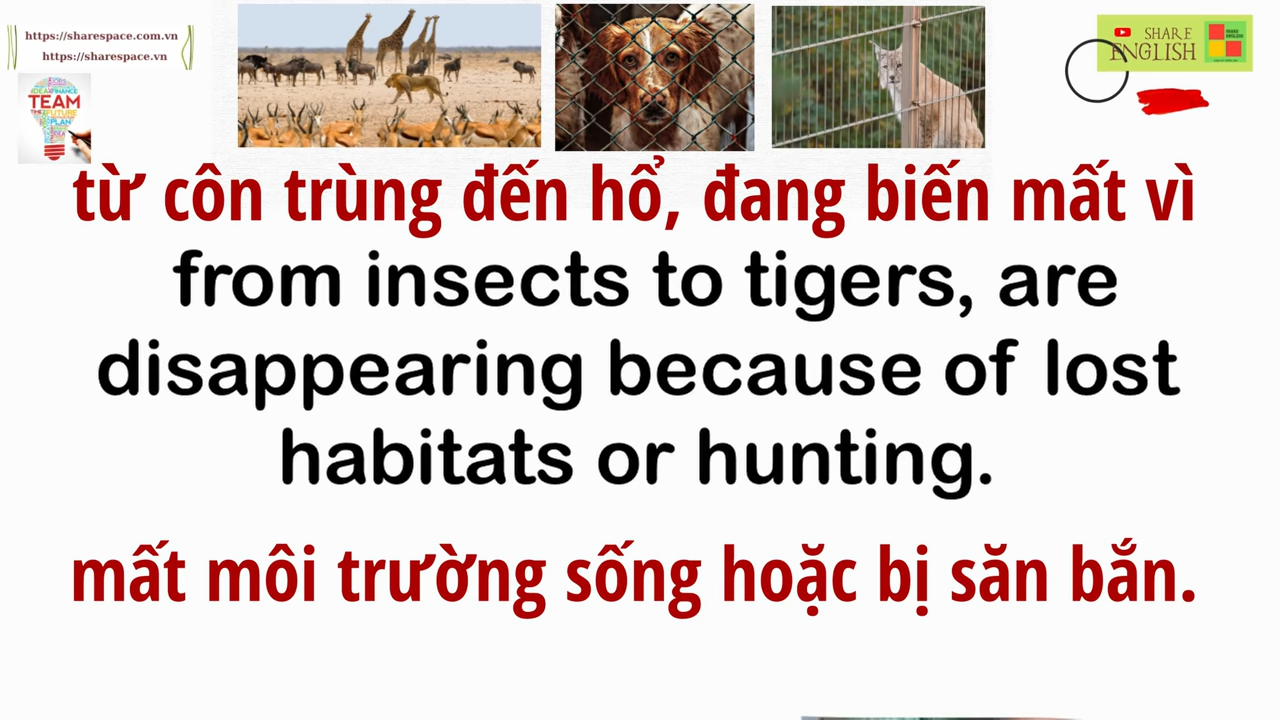 https://sharespace.com.vn
https://sharespace.vn
SHARE
ENGLISH
TEAM
PLAN
từ côn trùng đến hổ, đang biến mất vì
from insects to tigers, are
disappearing because of lost
habitats or hunting.
mất môi trường sống hoặc bị săn bắn.